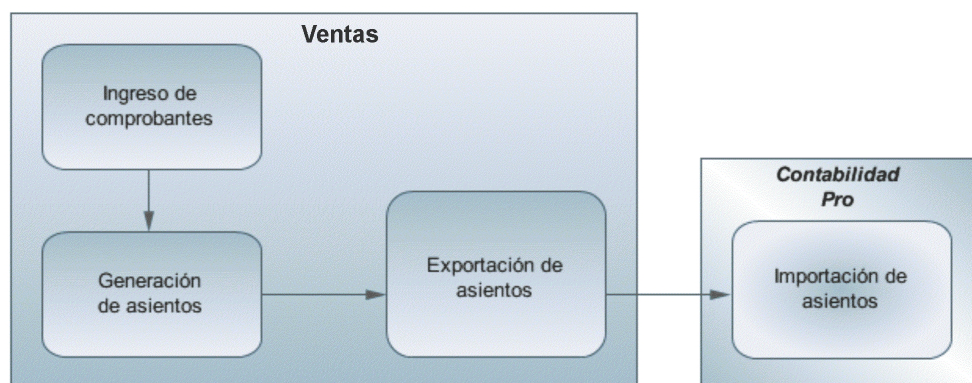 Ventas
Ingreso de
comprobantes
Generación
de asientos
Exportación de
asientos
Contabilidad
Pro
Importación de
asientos